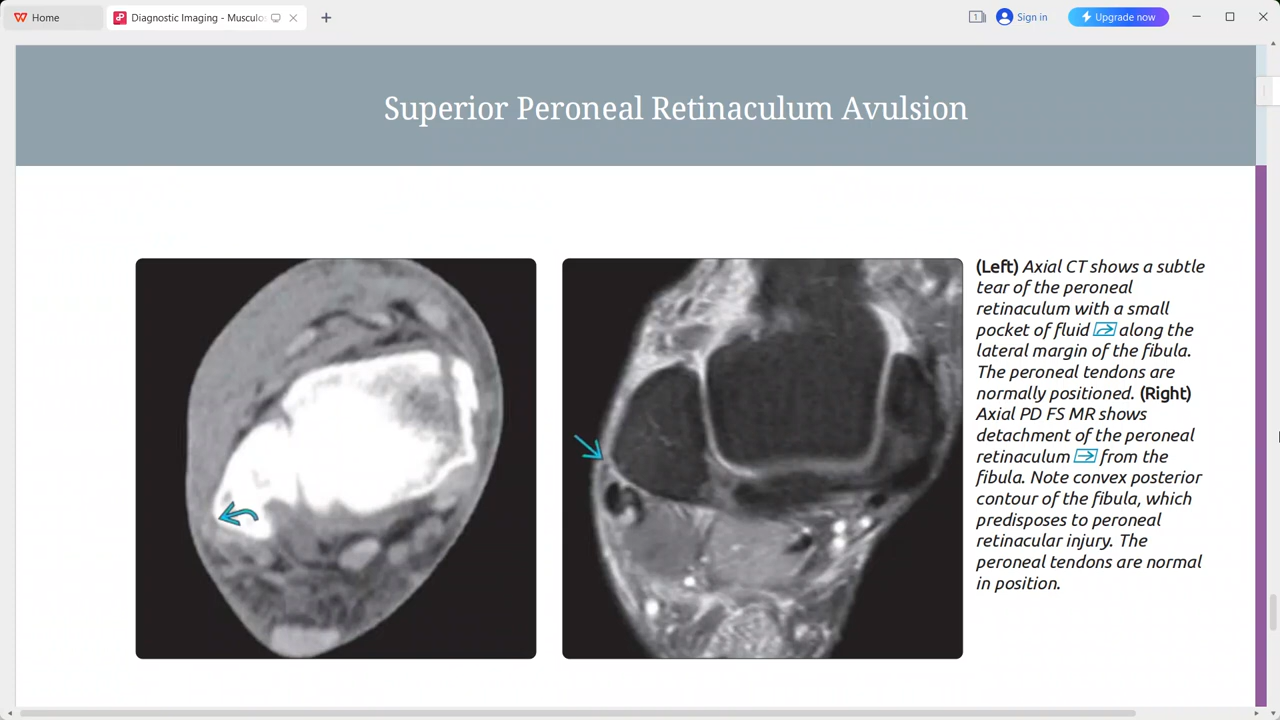 Home
Diagnostic Imaging - Musculo
1
Sign in
Upgrade now
Superior Peroneal Retinaculum Avulsion
(Left) Axial CT shows a subtle
tear of the peroneal
retinaculum with a small
pocket of fluid along the
lateral margin of the fibula.
The peroneal tendons are
normally positioned. (Right)
Axial PD FS MR shows
detachment of the peroneal
retinaculum from the
fibula. Note convex posterior
contour of the fibula, which
predisposes to peroneal
retinacular injury. The
peroneal tendons are normal
in position.